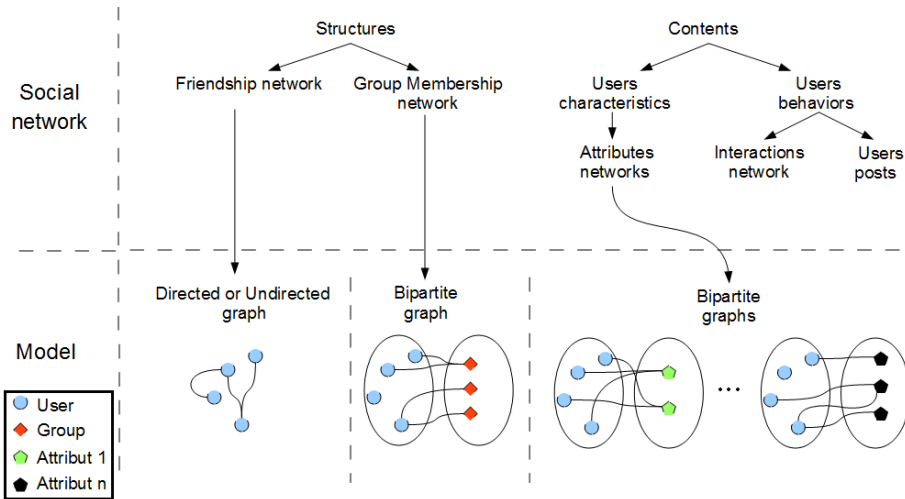 Structures
Contents
Social
network
Friendship network
Group Membership
network
Users
characteristics
Users
behaviors
Attributes
networks
Interactions
network
Users
posts
Model
Directed or Undirected
graph
Bipartite
graph
Bipartite
graphs
...
User
Group
Attribut 1
Attribut n